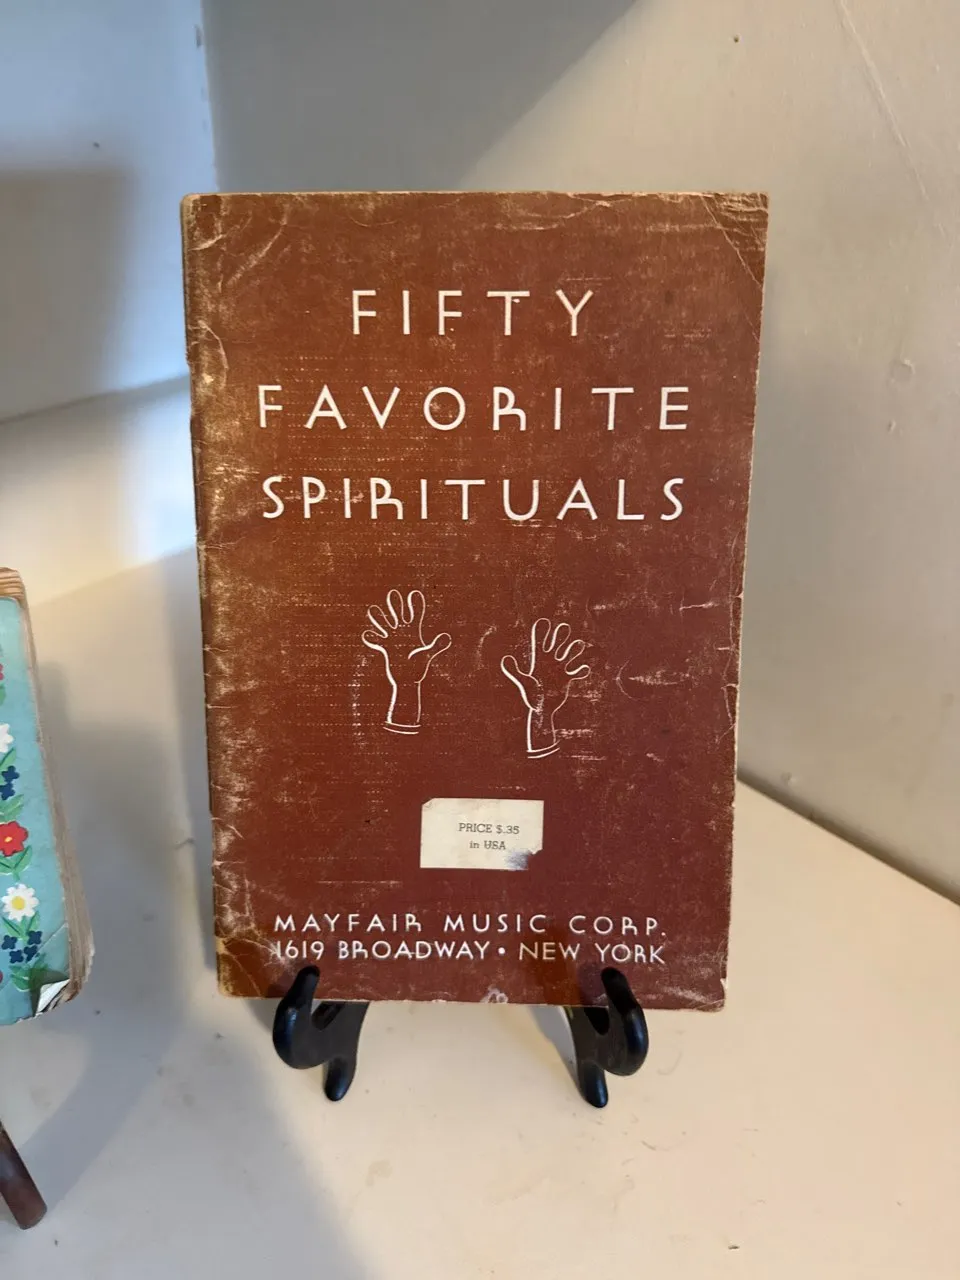 FIFTY
FAVORITE
SPIRITUALS
PRICE $.35
in USA
MAYFAIR MUSIC CORP.
1619 BROADWAY • NEW YORK